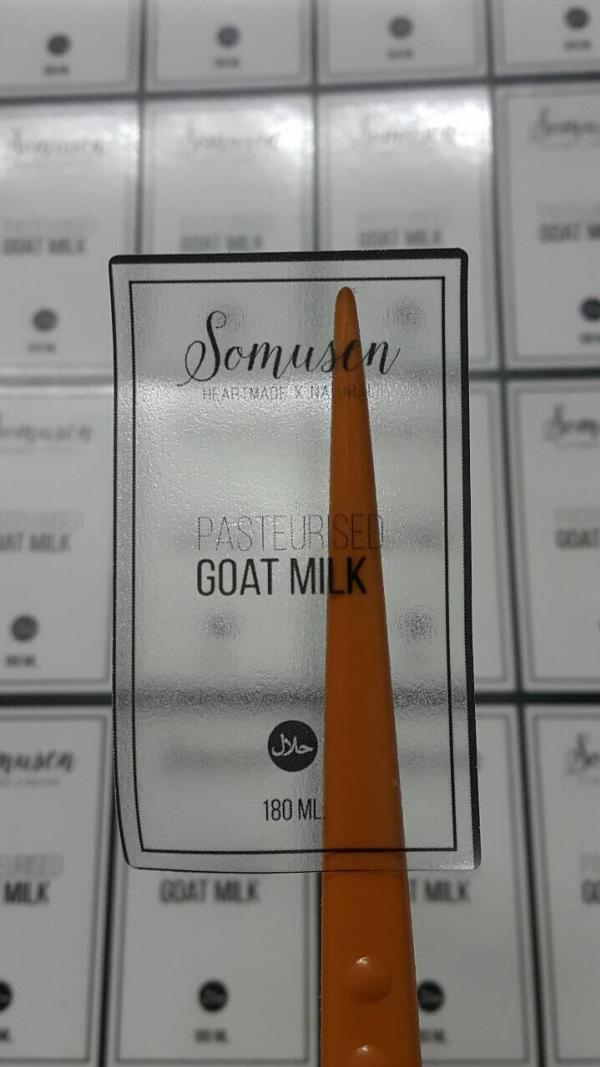 Somusen
HEARTMADE X NATURAL
PASTEURISED
GOAT MILK
حلال
180 ML.